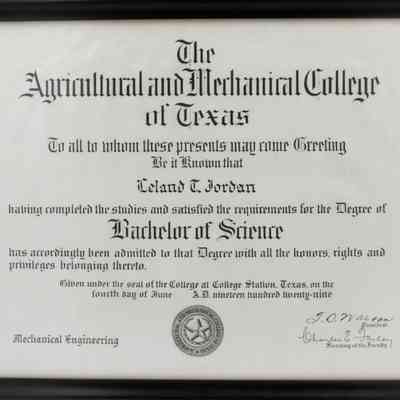 The
Agricultural and Mechanical College
of Texas
To all to whom these presents may come Greeting
Be it Known that
Leland T. Jordan
having completed the studies and satisfied the requirements for the Degree of
Bachelor of Science
has accordingly been admitted to that Degree with all the honors, rights and
privileges belonging thereto.
Given under the seal of the College at College Station, Texas, on the
fourth day of June A.D. nineteen hundred twenty-nine
Mechanical Engineering
President
Charles E.
Secretary of the Faculty